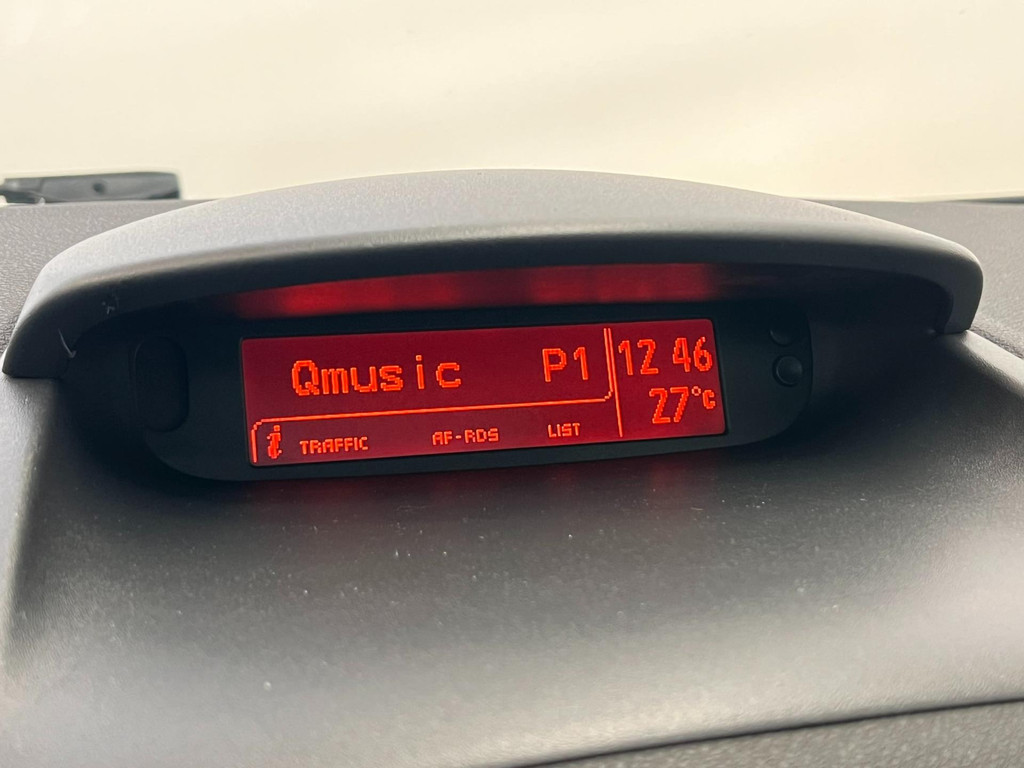 Qmusic P1 12 46
27°C
i TRAFFIC AF-RDS LIST